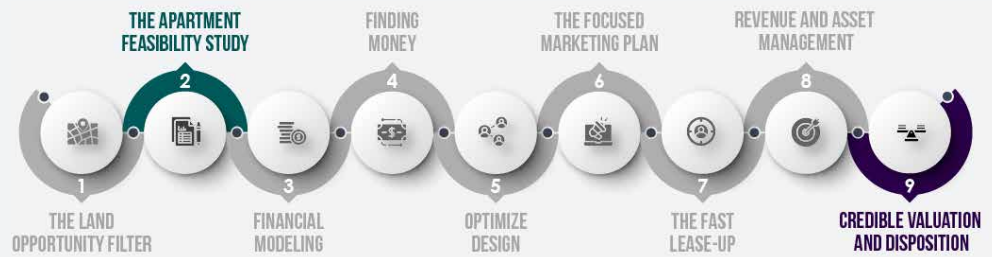 THE APARTMENT
FEASIBILITY STUDY
FINDING
MONEY
THE FOCUSED
MARKETING PLAN
REVENUE AND ASSET
MANAGEMENT
2
4
6
8
1
3
5
7
9
THE LAND
OPPORTUNITY FILTER
FINANCIAL
MODELING
OPTIMIZE
DESIGN
THE FAST
LEASE-UP
CREDIBLE VALUATION
AND DISPOSITION